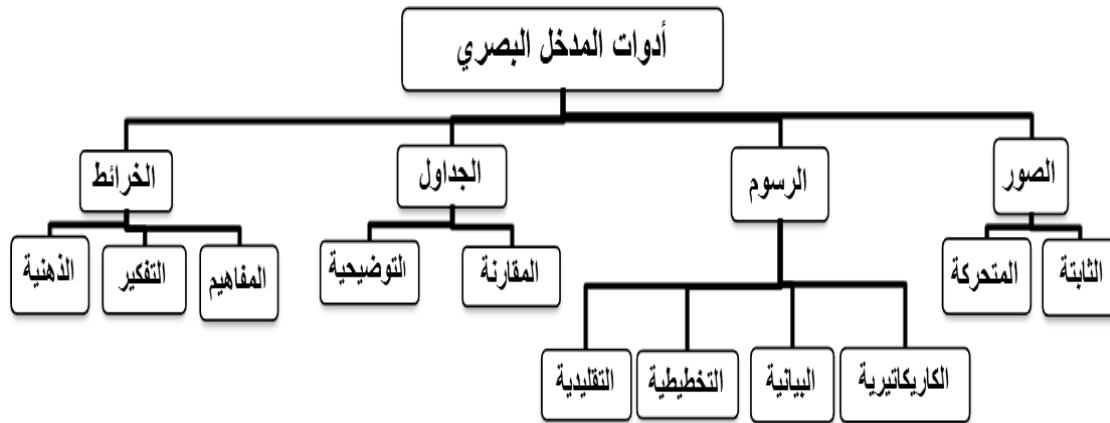 أدوات المدخل البصري
الصور
الرسوم
الجداول
الخرائط
الثابتة
المتحركة
المقارنة
التوضيحية
المفاهيم
التفكير
الذهنية
الكاريكاتيرية
البيانية
التخطيطية
التقليدية